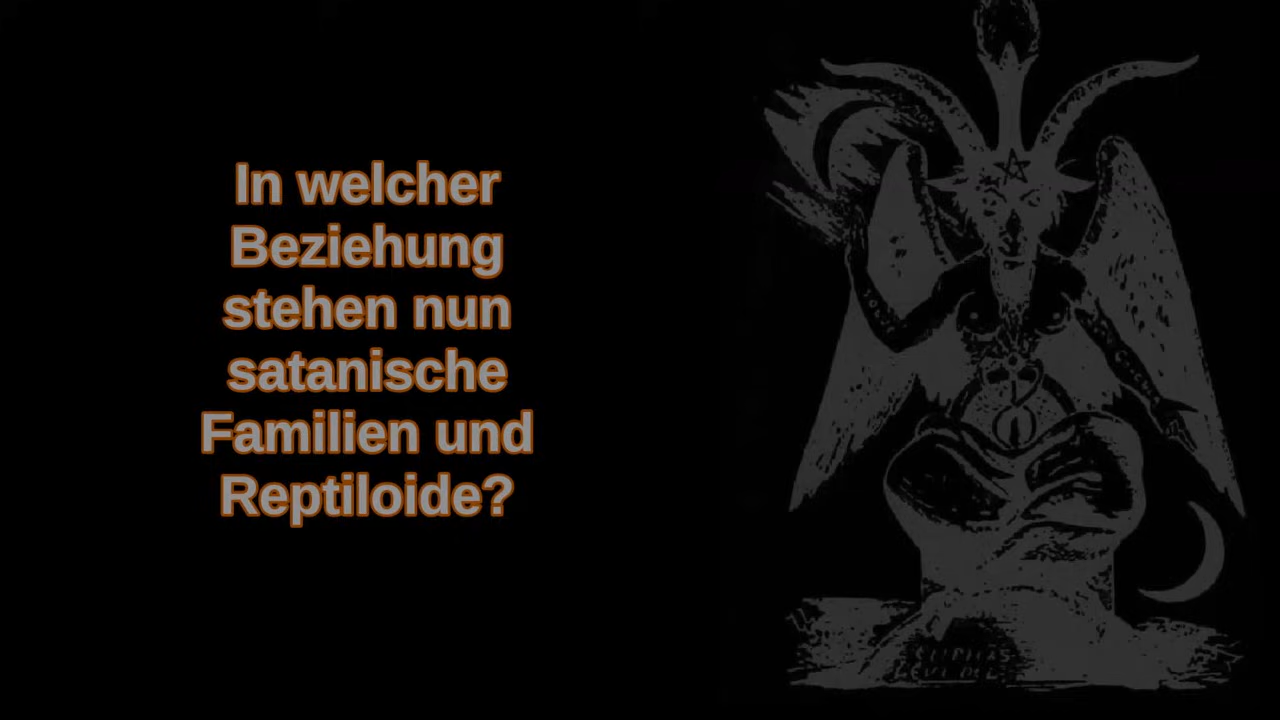 In welcher
Beziehung
stehen nun
satanische
Familien und
Reptiloide?